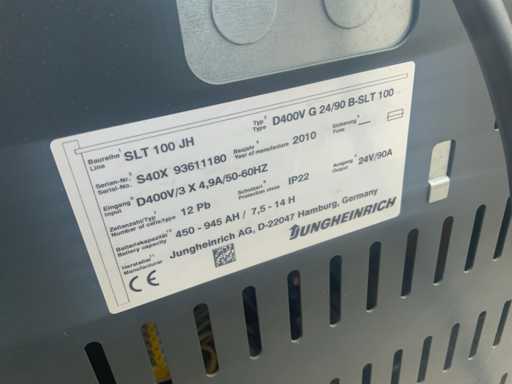 Baureihe Line SLT 100 JH Typ Type D400V G 24/90 B-SLT 100
Serien-Nr. Serial-No. S40X 93611180 Baujahr Year of manufacture 2010 Sicherung Fuse
Eingang Input D400V/3 X 4,9A/50-60HZ Ausgang Output 24V/90A
Zellenzahl/Typ Number of cells/type 12 Pb Schutzart Protection class IP22
Batteriekapazität Battery capacity 450 - 945 AH / 7,5 - 14 H
Hersteller Manufacturer Jungheinrich AG, D-22047 Hamburg, Germany
CE JUNGHEINRICH